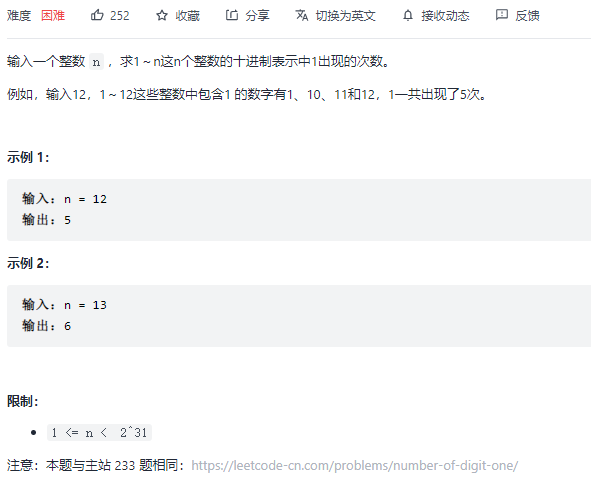 难度 困难 252 收藏 分享 切换为英文 接收动态 反馈
输入一个整数 n ，求1～n这n个整数的十进制表示中1出现的次数。
例如，输入12，1～12这些整数中包含1 的数字有1、10、11和12，1一共出现了5次。
示例 1：
输入：n = 12
输出：5
示例 2：
输入：n = 13
输出：6
限制：
1 <= n < 2^31
注意：本题与主站 233 题相同：https://leetcode-cn.com/problems/number-of-digit-one/